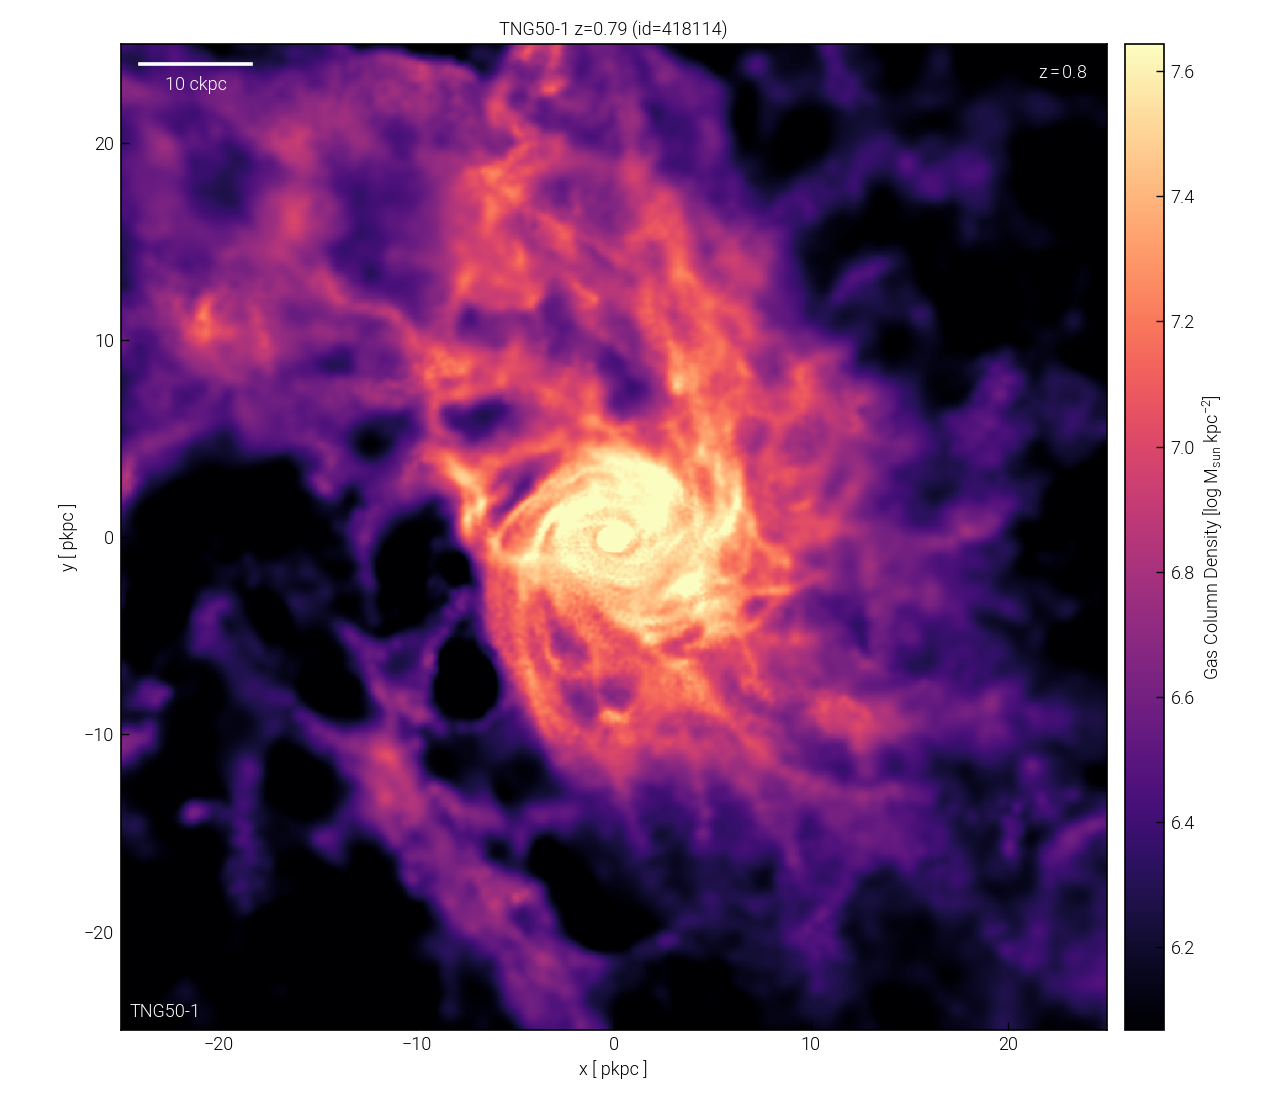 TNG50-1 z=0.79 (id=418114)
10 ckpc
z=0.8
20
10
0
−10
−20
y [ pkpc ]
TNG50-1
−20
−10
0
10
20
x [ pkpc ]
7.6
7.4
7.2
7.0
6.8
6.6
6.4
6.2
Gas Column Density [log M_sun kpc^−2]